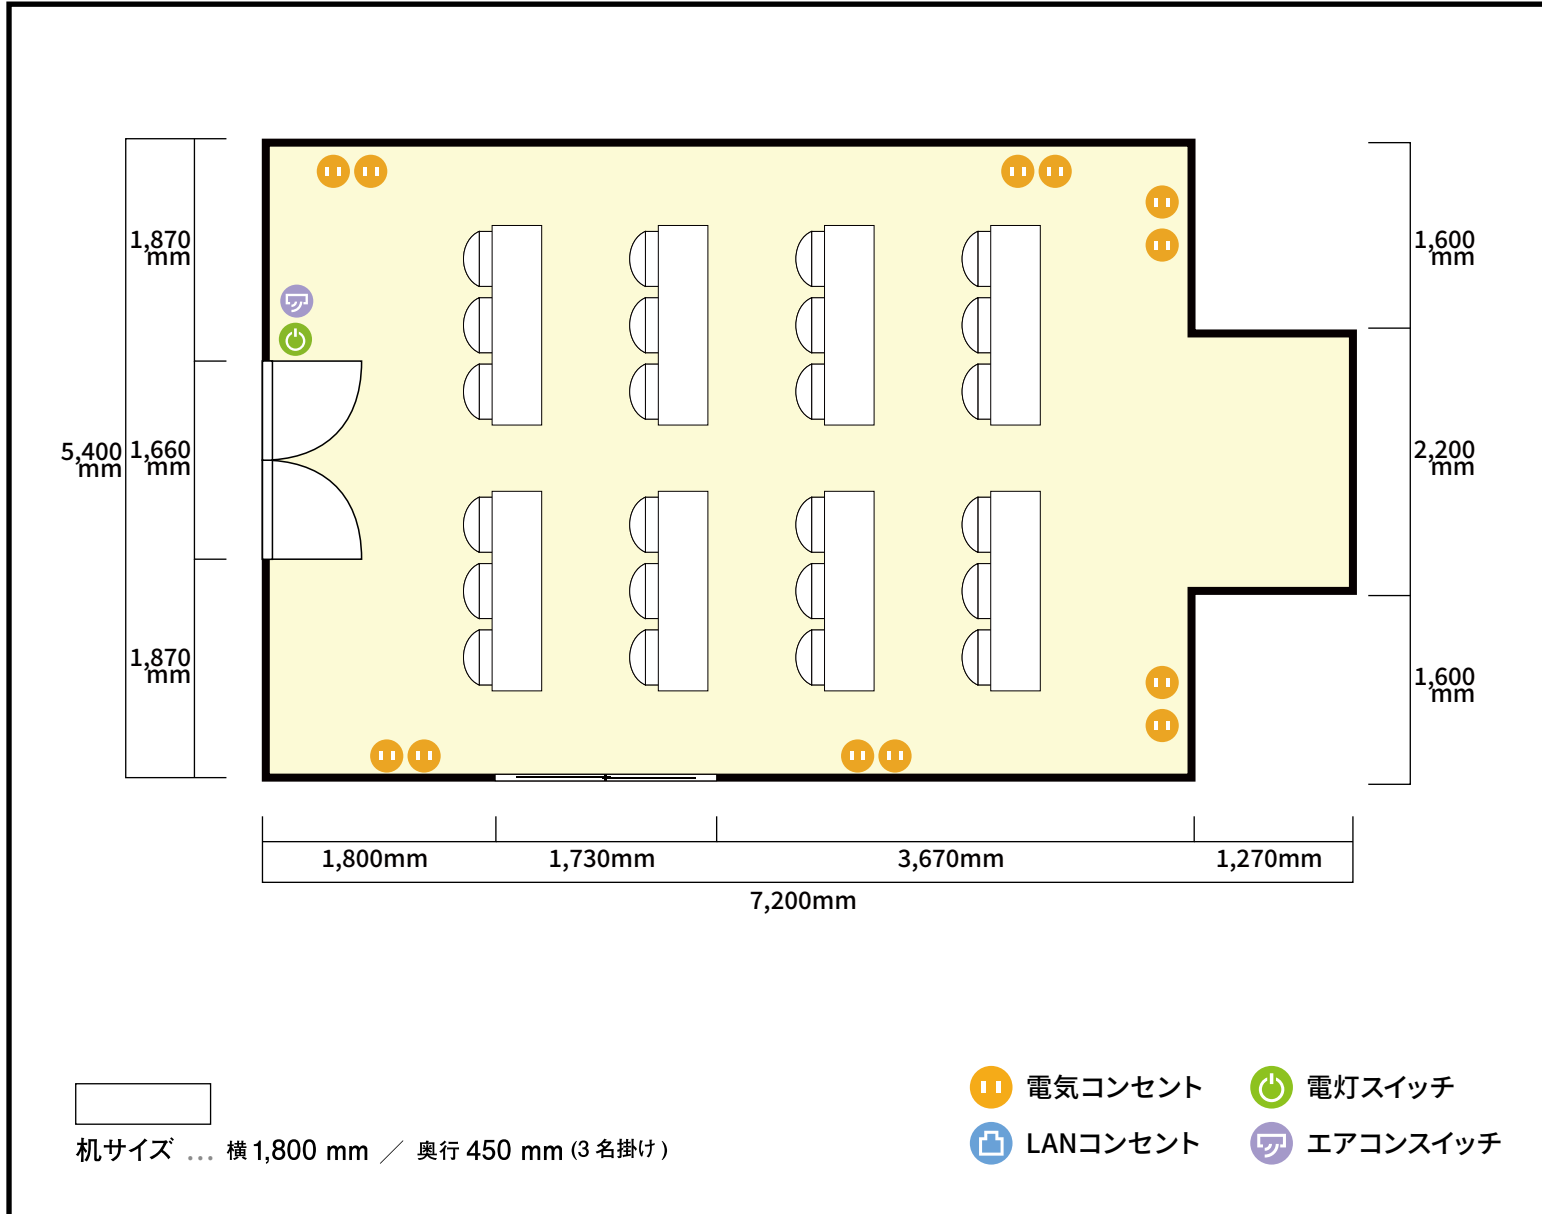 1,870
mm
1,600
mm
5,400
mm
1,660
mm
2,200
mm
1,870
mm
1,600
mm
1,800mm
1,730mm
3,670mm
1,270mm
7,200mm
電気コンセント
電灯スイッチ
机サイズ … 横1,800 mm ／ 奥行 450 mm (3 名掛け)
LANコンセント
エアコンスイッチ